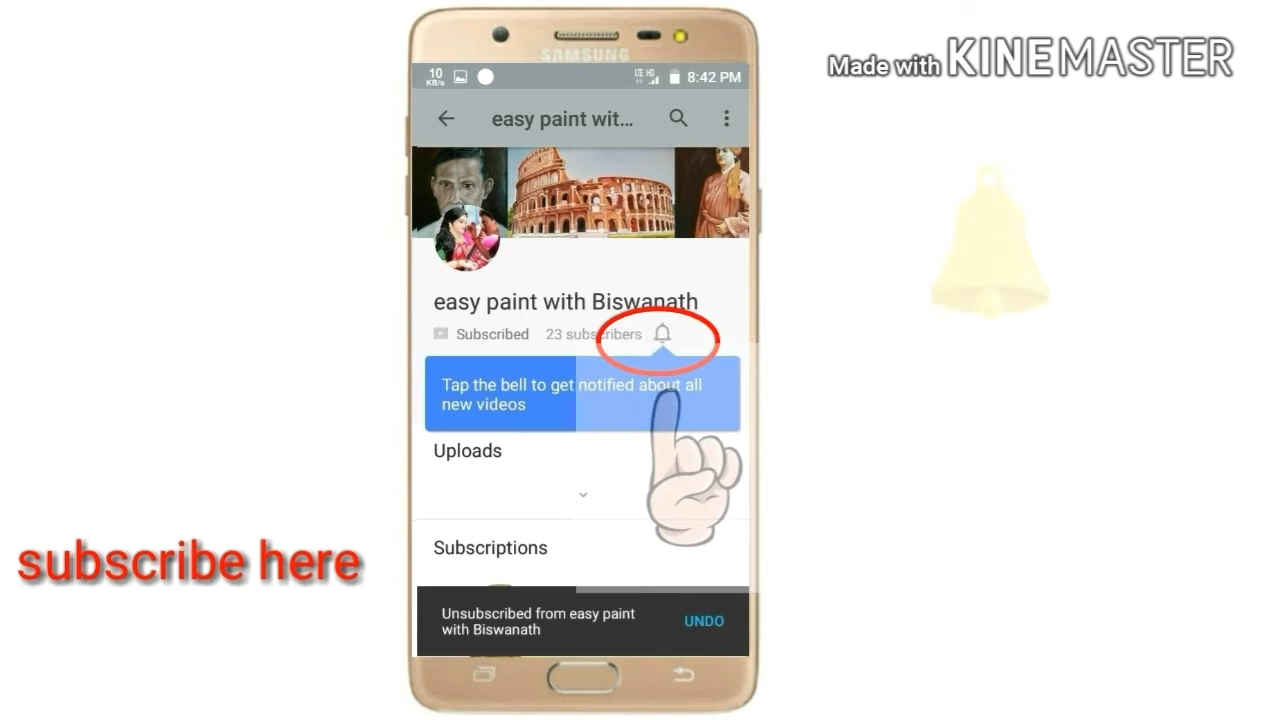 Made with KINEMASTER
SAMSUNG
10
KB/s
LTE HD
8:42 PM
easy paint wit...
easy paint with Biswanath
Subscribed 23 subscribers
Tap the bell to get notified about all
new videos
Uploads
Subscriptions
subscribe here
Unsubscribed from easy paint
with Biswanath
UNDO